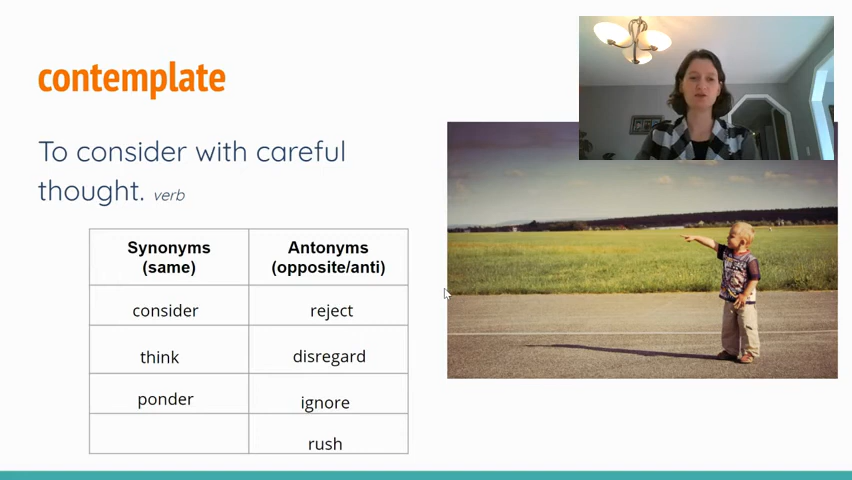 contemplate
To consider with careful
thought. verb
Synonyms
(same)
Antonyms
(opposite/anti)
consider
reject
think
disregard
ponder
ignore
rush